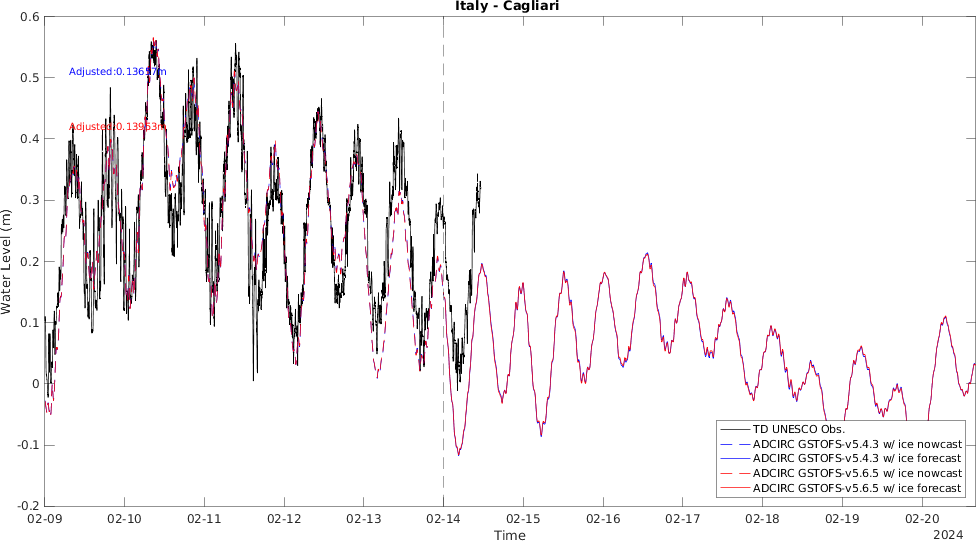 Italy - Cagliari
0.6
0.5
0.4
0.3
0.2
0.1
0
-0.1
-0.2
Water Level (m)
Adjusted:0.13657m
Adjusted:0.13953m
TD UNESCO Obs.
ADCIRC GSTOFS-v5.4.3 w/ ice nowcast
ADCIRC GSTOFS-v5.4.3 w/ ice forecast
ADCIRC GSTOFS-v5.6.5 w/ ice nowcast
ADCIRC GSTOFS-v5.6.5 w/ ice forecast
02-09 02-10 02-11 02-12 02-13 02-14 02-15 02-16 02-17 02-18 02-19 02-20
Time
2024